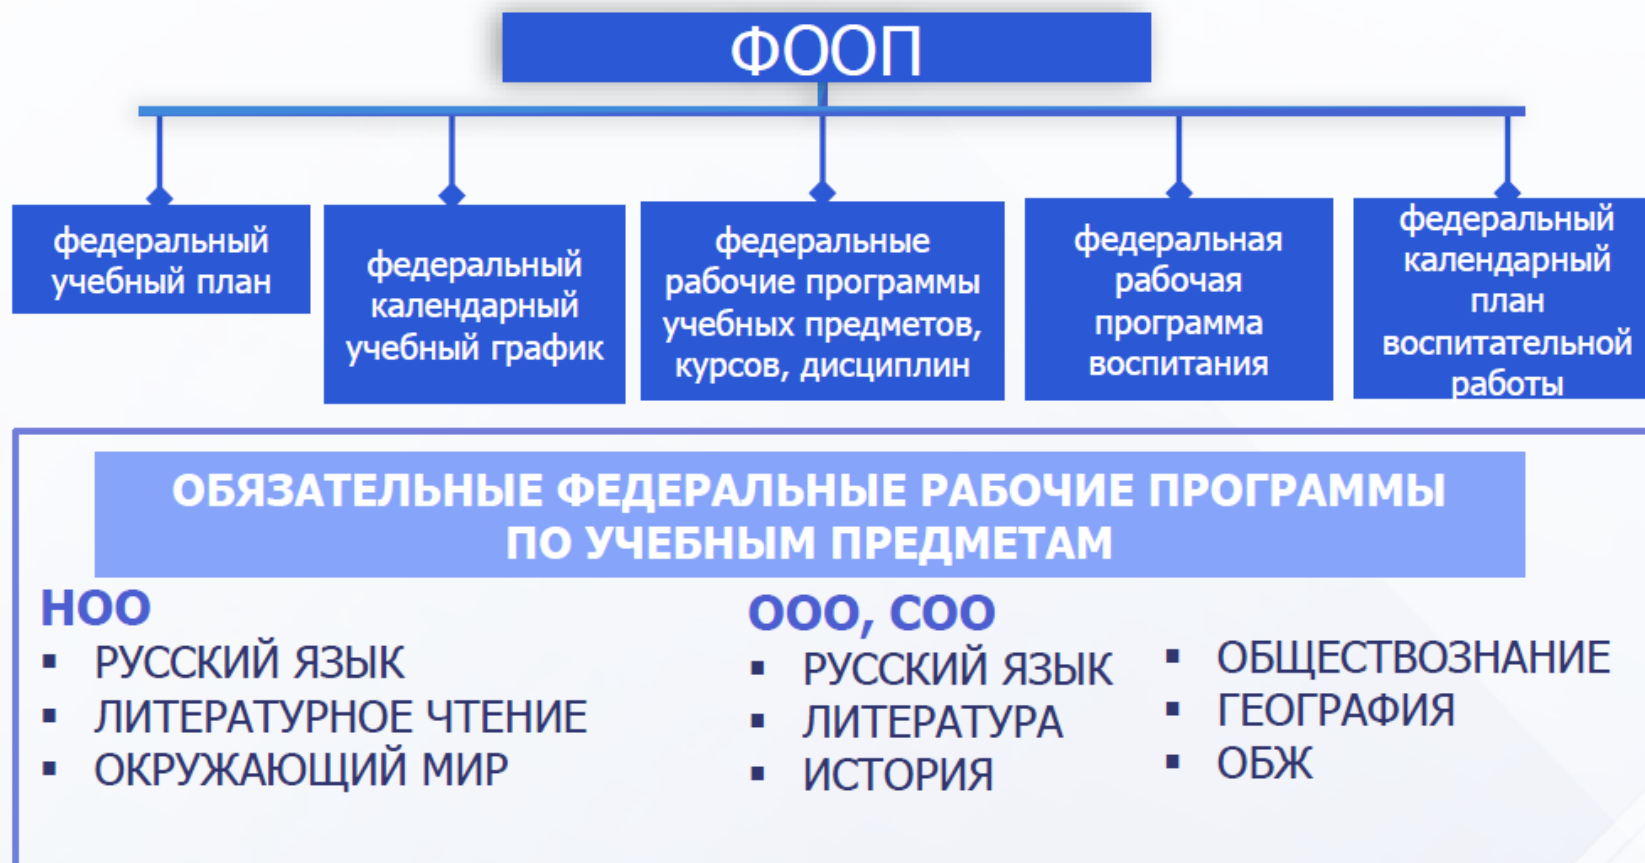 ФООП
федеральный
учебный план
федеральный
календарный
учебный график
федеральные
рабочие программы
учебных предметов,
курсов, дисциплин
федеральная
рабочая
программа
воспитания
федеральный
календарный
план
воспитательной
работы
ОБЯЗАТЕЛЬНЫЕ ФЕДЕРАЛЬНЫЕ РАБОЧИЕ ПРОГРАММЫ
ПО УЧЕБНЫМ ПРЕДМЕТАМ
НОО
▪ РУССКИЙ ЯЗЫК
▪ ЛИТЕРАТУРНОЕ ЧТЕНИЕ
▪ ОКРУЖАЮЩИЙ МИР
ООО, СОО
▪ РУССКИЙ ЯЗЫК
▪ ЛИТЕРАТУРА
▪ ИСТОРИЯ
▪ ОБЩЕСТВОЗНАНИЕ
▪ ГЕОГРАФИЯ
▪ ОБЖ